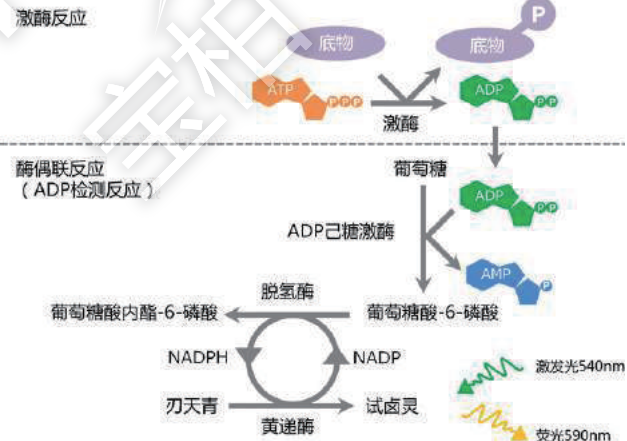 激酶反应
P
底物
底物
ATP
P P P
ADP
P P
激酶
酶偶联反应
（ADP检测反应）
葡萄糖
ADP
P P
ADP己糖激酶
AMP
P
脱氢酶
葡萄糖酸内酯-6-磷酸
葡萄糖酸-6-磷酸
NADPH
NADP
激发光540nm
刃天青
试卤灵
黄递酶
荧光590nm
宝柏